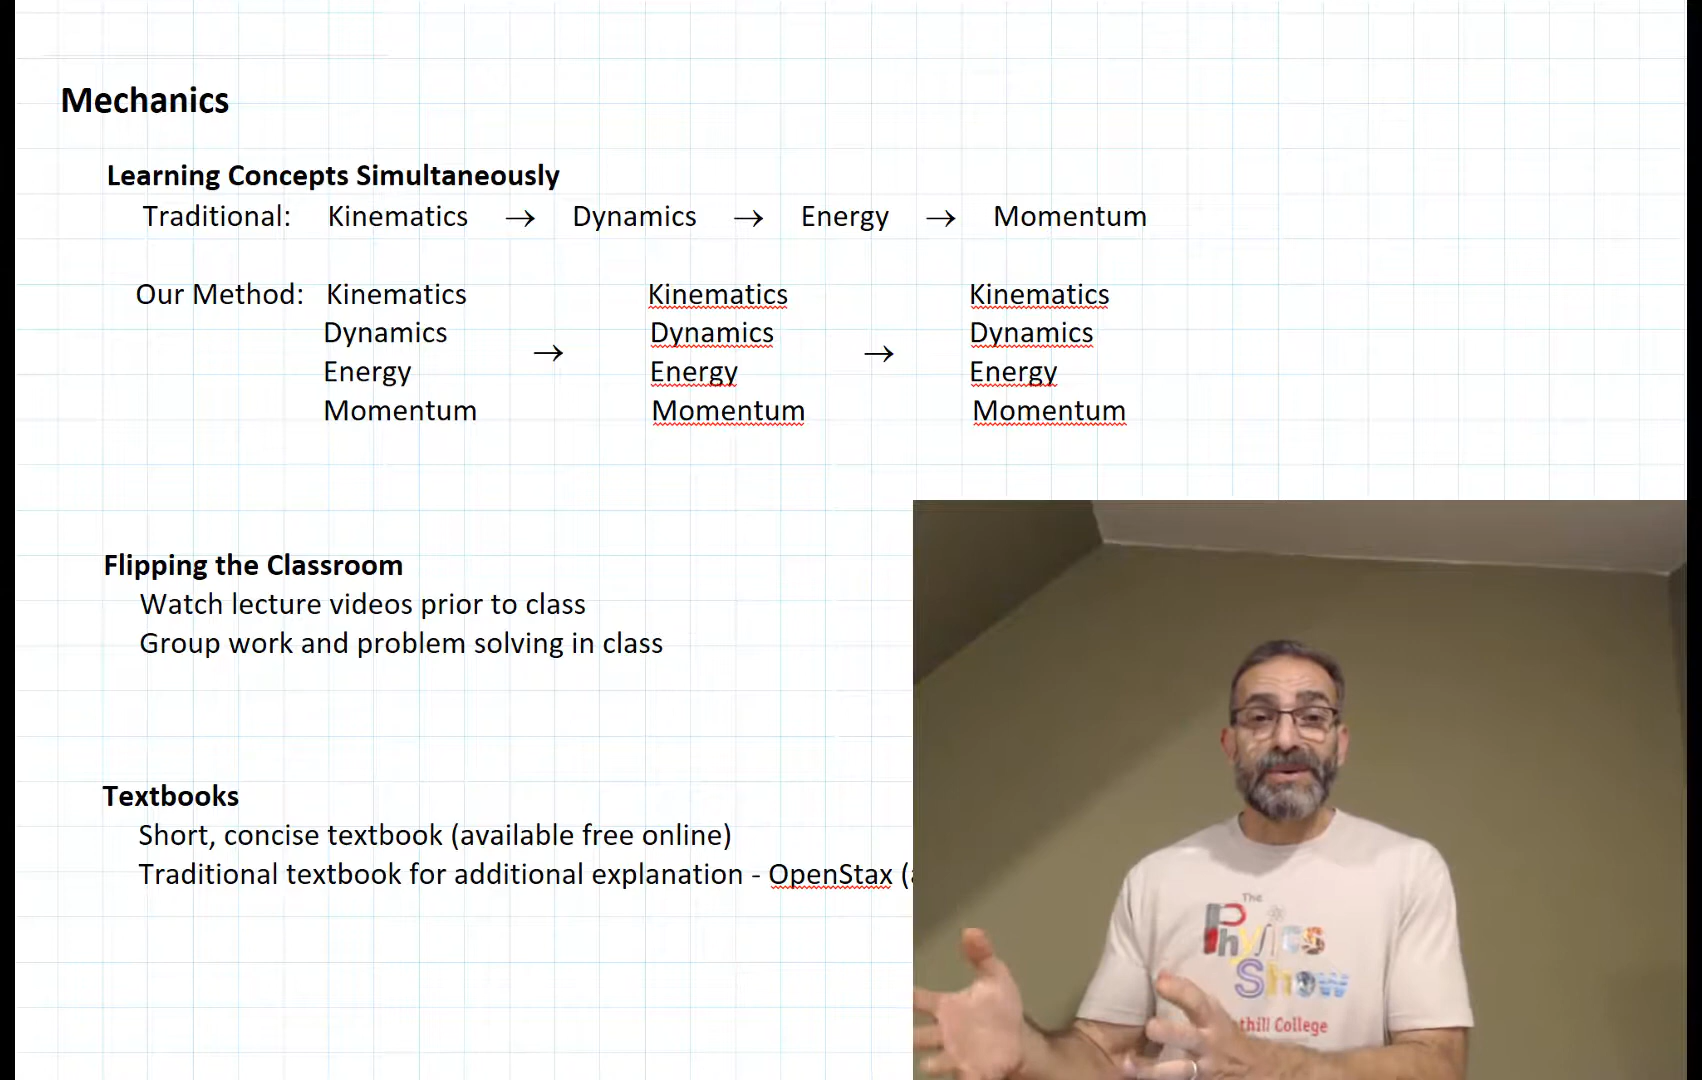 Mechanics
Learning Concepts Simultaneously
Traditional: Kinematics → Dynamics → Energy → Momentum
Our Method: Kinematics Kinematics Kinematics
Dynamics Dynamics Dynamics
→ →
Energy Energy Energy
Momentum Momentum Momentum
Flipping the Classroom
Watch lecture videos prior to class
Group work and problem solving in class
Textbooks
Short, concise textbook (available free online)
Traditional textbook for additional explanation - OpenStax (
The
Physics
Show
College